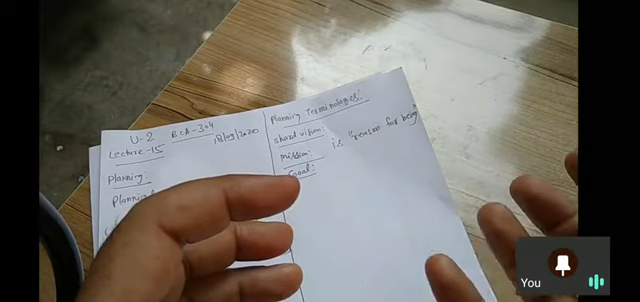 U-2
BCA-304
18/09/2020
Lecture-15
Planning:
Planning Terminologies:
Shared vision:
Mission: is "reason for being"
Goal:
You